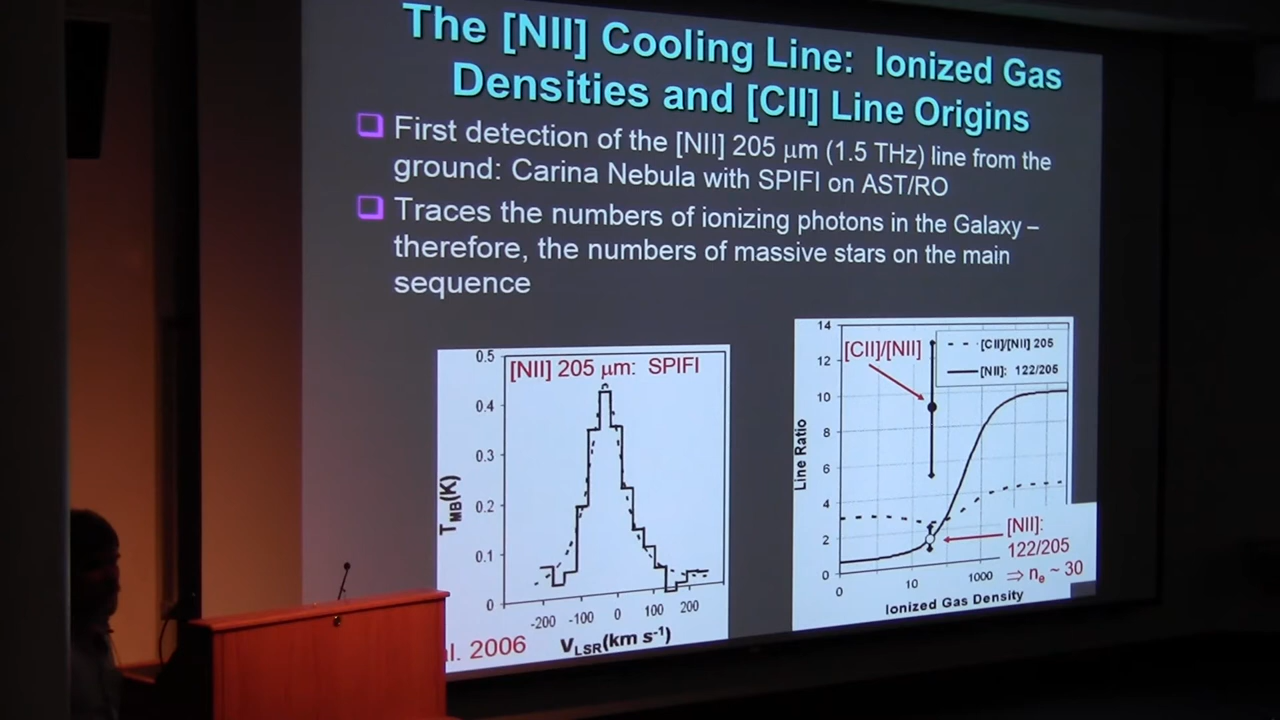 The [NII] Cooling Line: Ionized Gas
Densities and [CII] Line Origins
First detection of the [NII] 205 μm (1.5 THz) line from the
ground: Carina Nebula with SPIFI on AST/RO
Traces the numbers of ionizing photons in the Galaxy –
therefore, the numbers of massive stars on the main
sequence
[NII] 205 μm: SPIFI
0.5
0.4
0.3
0.2
0.1
0
T_MB(K)
-200 -100 0 100 200
V_LSR(km s⁻¹)
l. 2006
14
12
10
8
6
4
2
0
Line Ratio
[CII]/[NII]
[CII]/[NII] 205
[NII]: 122/205
[NII]:
122/205
⇒ n_e ~ 30
0 10 1000
Ionized Gas Density